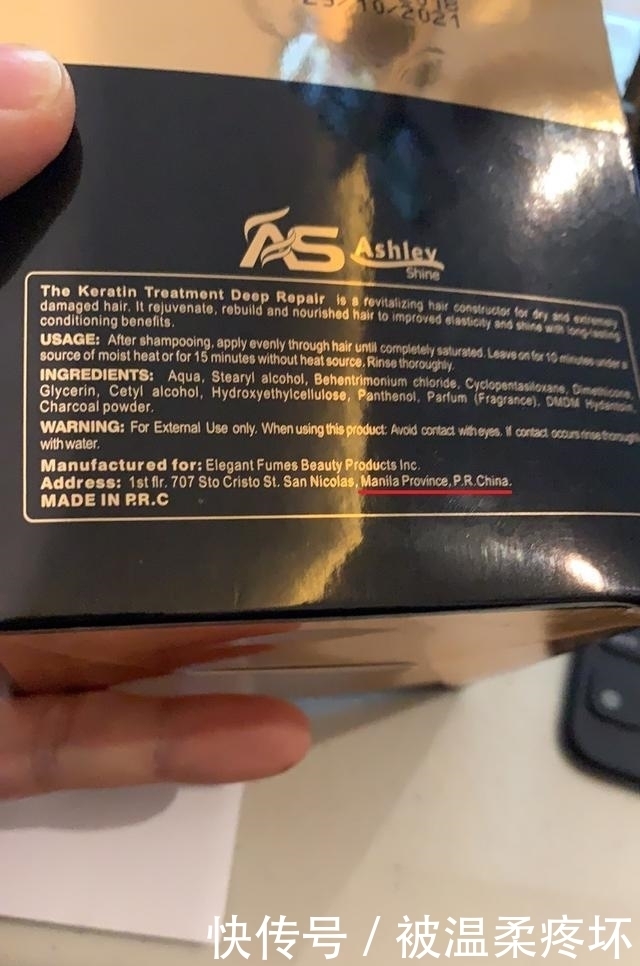 10/2021
AS Ashley
Shine
The Keratin Treatment Deep Repair is a revitalizing hair constructor for dry and extremely
damaged hair. It rejuvenate, rebuild and nourished hair to improved elasticity and shine with long-lasting
conditioning benefits.
USAGE: After shampooing, apply evenly through hair until completely saturated. Leave on for 10 minutes under a
source of moist heat or for 15 minutes without heat source. Rinse thoroughly.
INGREDIENTS: Aqua, Stearyl alcohol, Behentrimonium chloride, Cyclopentasiloxane, Dimethicone,
Glycerin, Cetyl alcohol, Hydroxyethylcellulose, Panthenol, Parfum (Fragrance), DMDM Hydantoin,
Charcoal powder.
WARNING: For External Use only. When using this product: Avoid contact with eyes. If contact occurs rinse thorough
with water.
Manufactured for: Elegant Fumes Beauty Products Inc.
Address: 1st flr. 707 Sto Cristo St. San Nicolas, Manila Province, P.R.China.
MADE IN P.R.C
快传号 / 被温柔疼坏